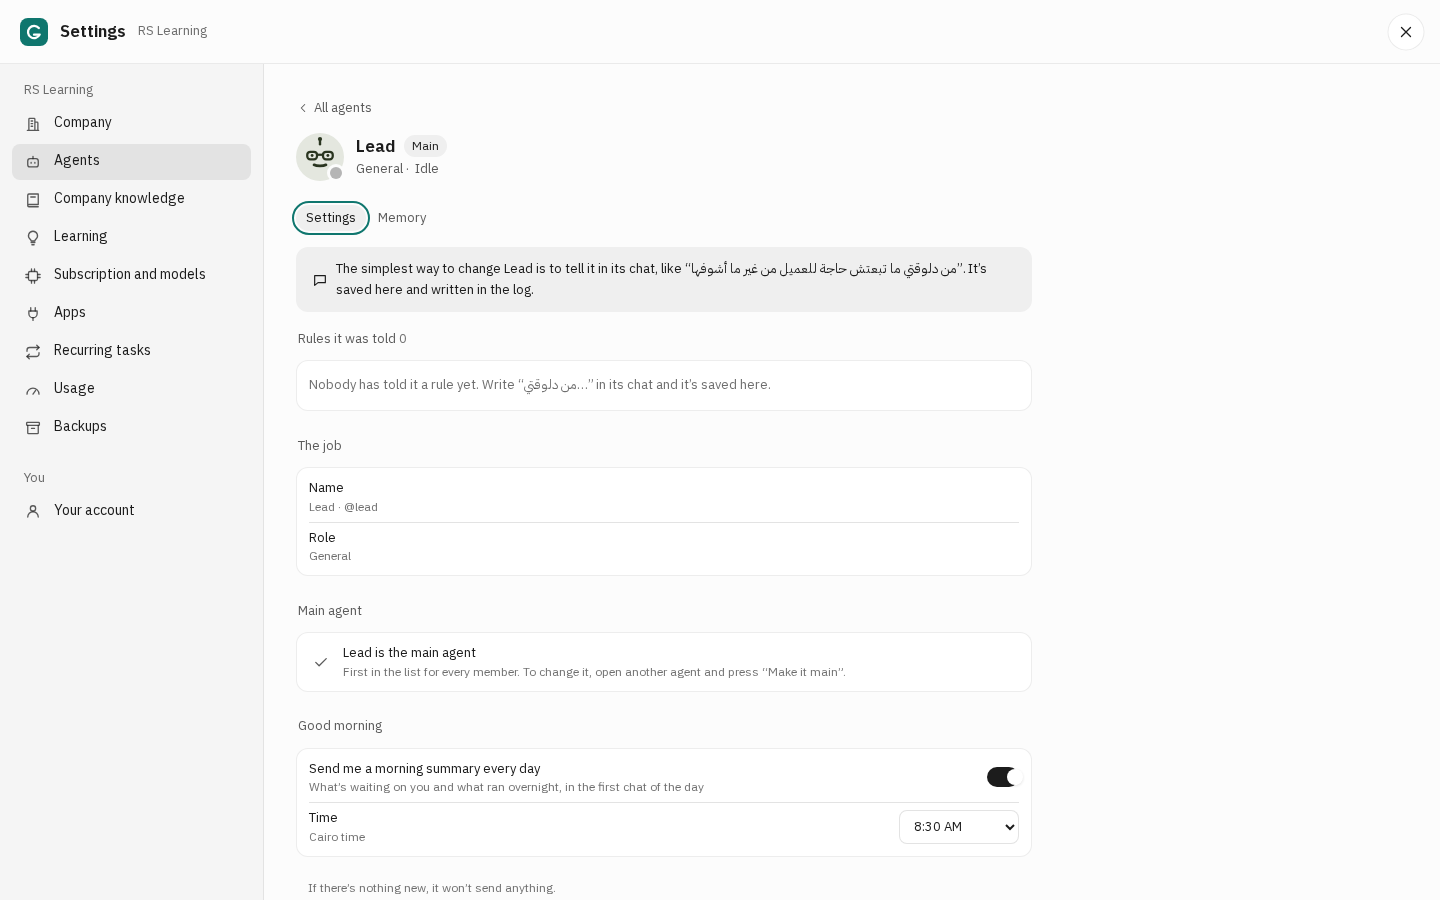 Settings RS Learning
RS Learning
Company
Agents
Company knowledge
Learning
Subscription and models
Apps
Recurring tasks
Usage
Backups
You
Your account
All agents
Lead Main
General · Idle
Settings Memory
The simplest way to change Lead is to tell it in its chat, like “من دلوقتي ما تبعتش حاجة للعميل من غير ما أشوفها”. It’s
saved here and written in the log.
Rules it was told 0
Nobody has told it a rule yet. Write “من دلوقتي…” in its chat and it’s saved here.
The job
Name
Lead · @lead
Role
General
Main agent
Lead is the main agent
First in the list for every member. To change it, open another agent and press “Make it main”.
Good morning
Send me a morning summary every day
What’s waiting on you and what ran overnight, in the first chat of the day
Time
Cairo time
8:30 AM
If there’s nothing new, it won’t send anything.